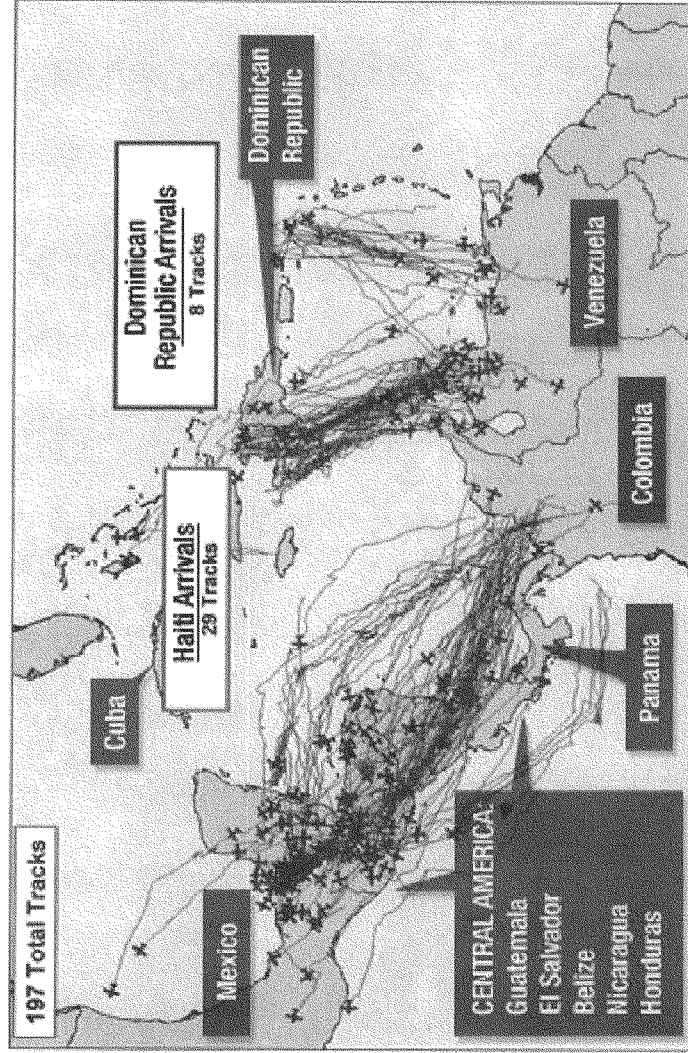 197 Total Tracks
Cuba
Dominican
Republic Arrivals
8 Tracks
Dominican
Republic
Haiti Arrivals
29 Tracks
Mexico
CENTRAL AMERICA:
Guatemala
El Salvador
Belize
Nicaragua
Honduras
Panama
Colombia
Venezuela